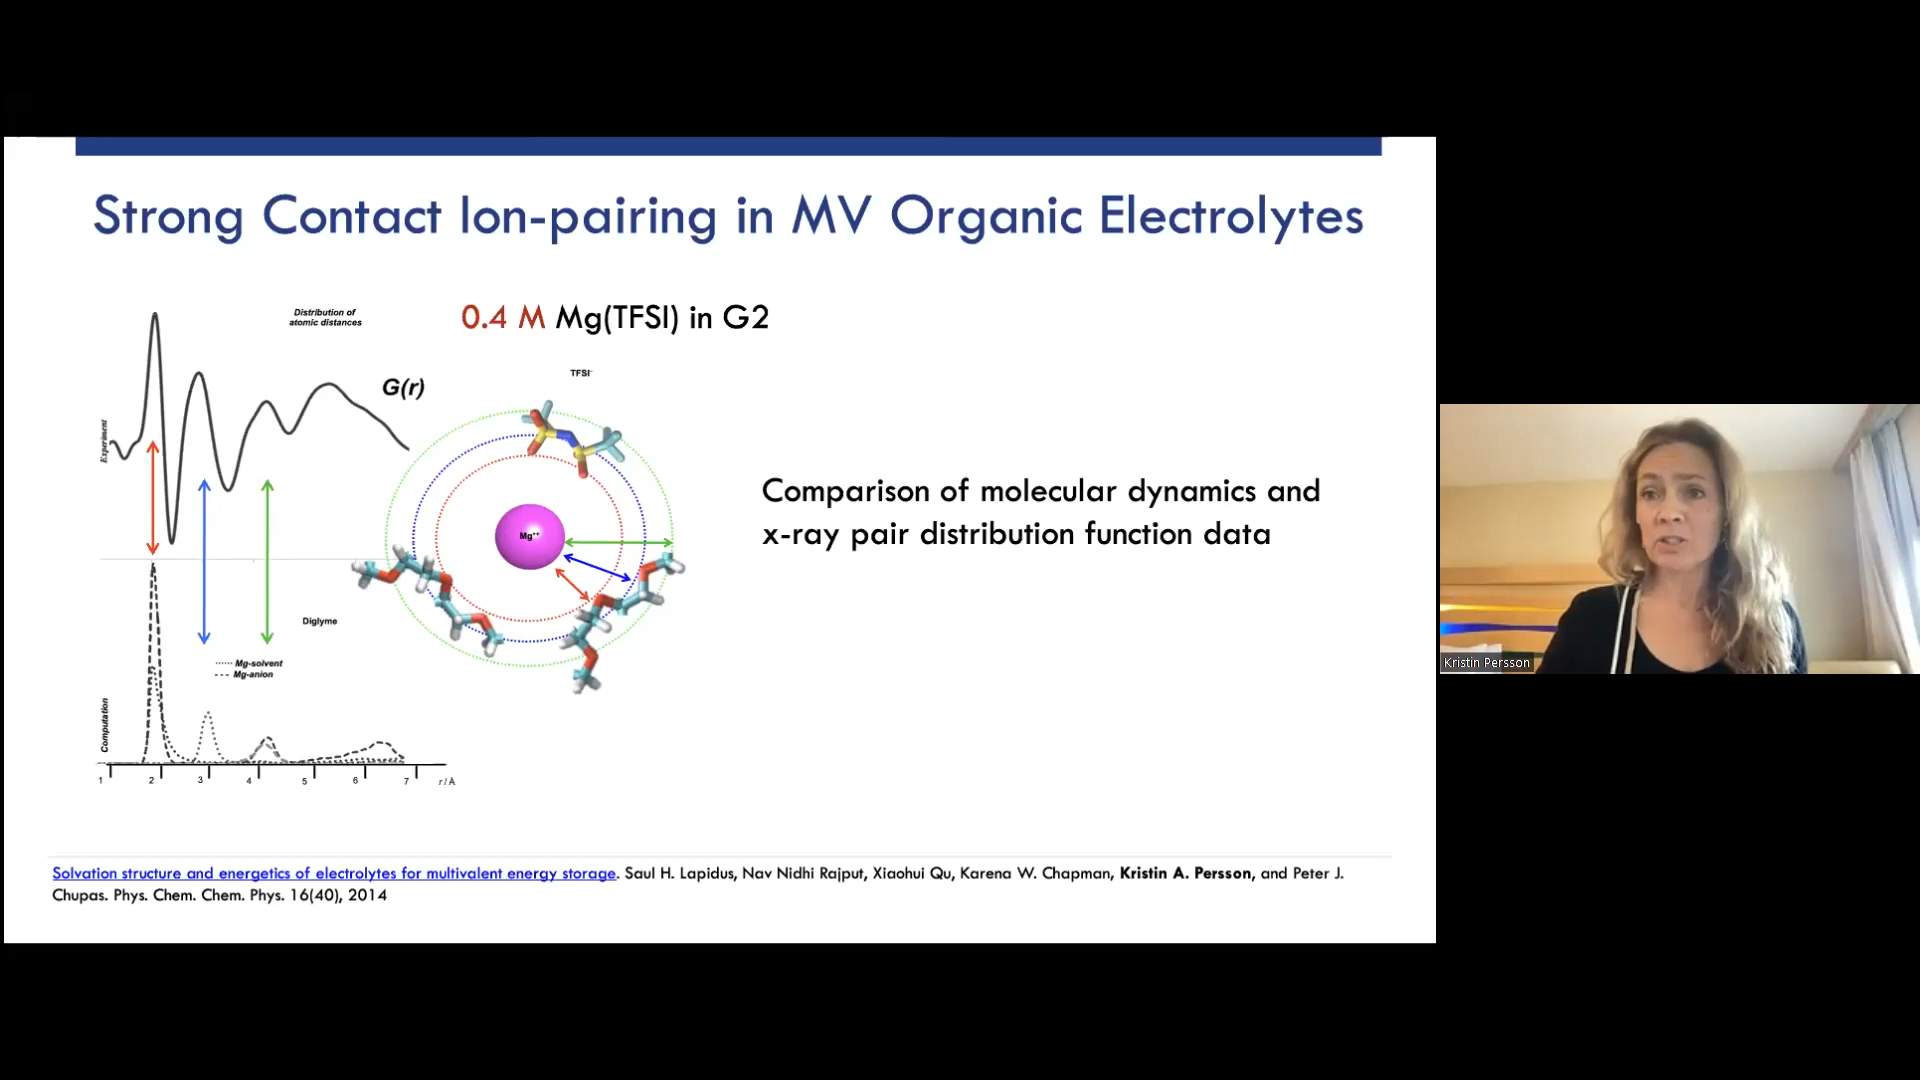 Strong Contact Ion-pairing in MV Organic Electrolytes
0.4 M Mg(TFSI) in G2
Distribution of
atomic distances
G(r)
Experiment
TFSI⁻
Mg⁺⁺
Comparison of molecular dynamics and
x-ray pair distribution function data
Diglyme
Mg-solvent
Mg-anion
Computation
1 2 3 4 5 6 7 r/A
Kristin Persson
Solvation structure and energetics of electrolytes for multivalent energy storage. Saul H. Lapidus, Nav Nidhi Rajput, Xiaohui Qu, Karena W. Chapman, Kristin A. Persson, and Peter J.
Chupas. Phys. Chem. Chem. Phys. 16(40), 2014